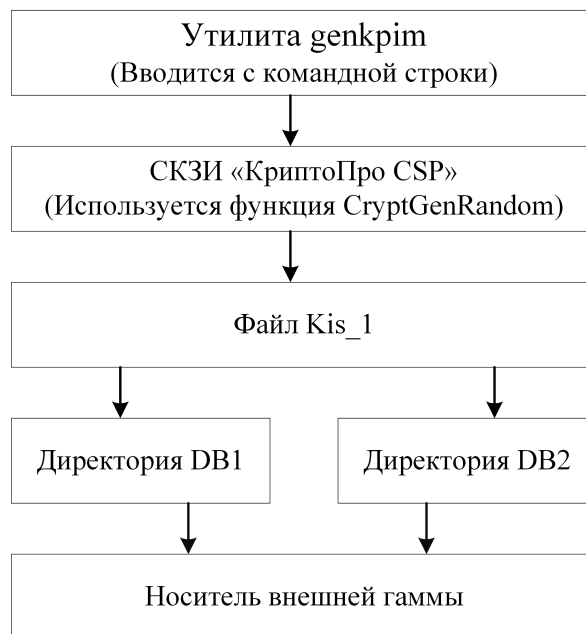 Утилита genkpim
(Вводится с командной строки)
СКЗИ «КриптоПро CSP»
(Используется функция CryptGenRandom)
Файл Kis_1
Директория DB1
Директория DB2
Носитель внешней гаммы